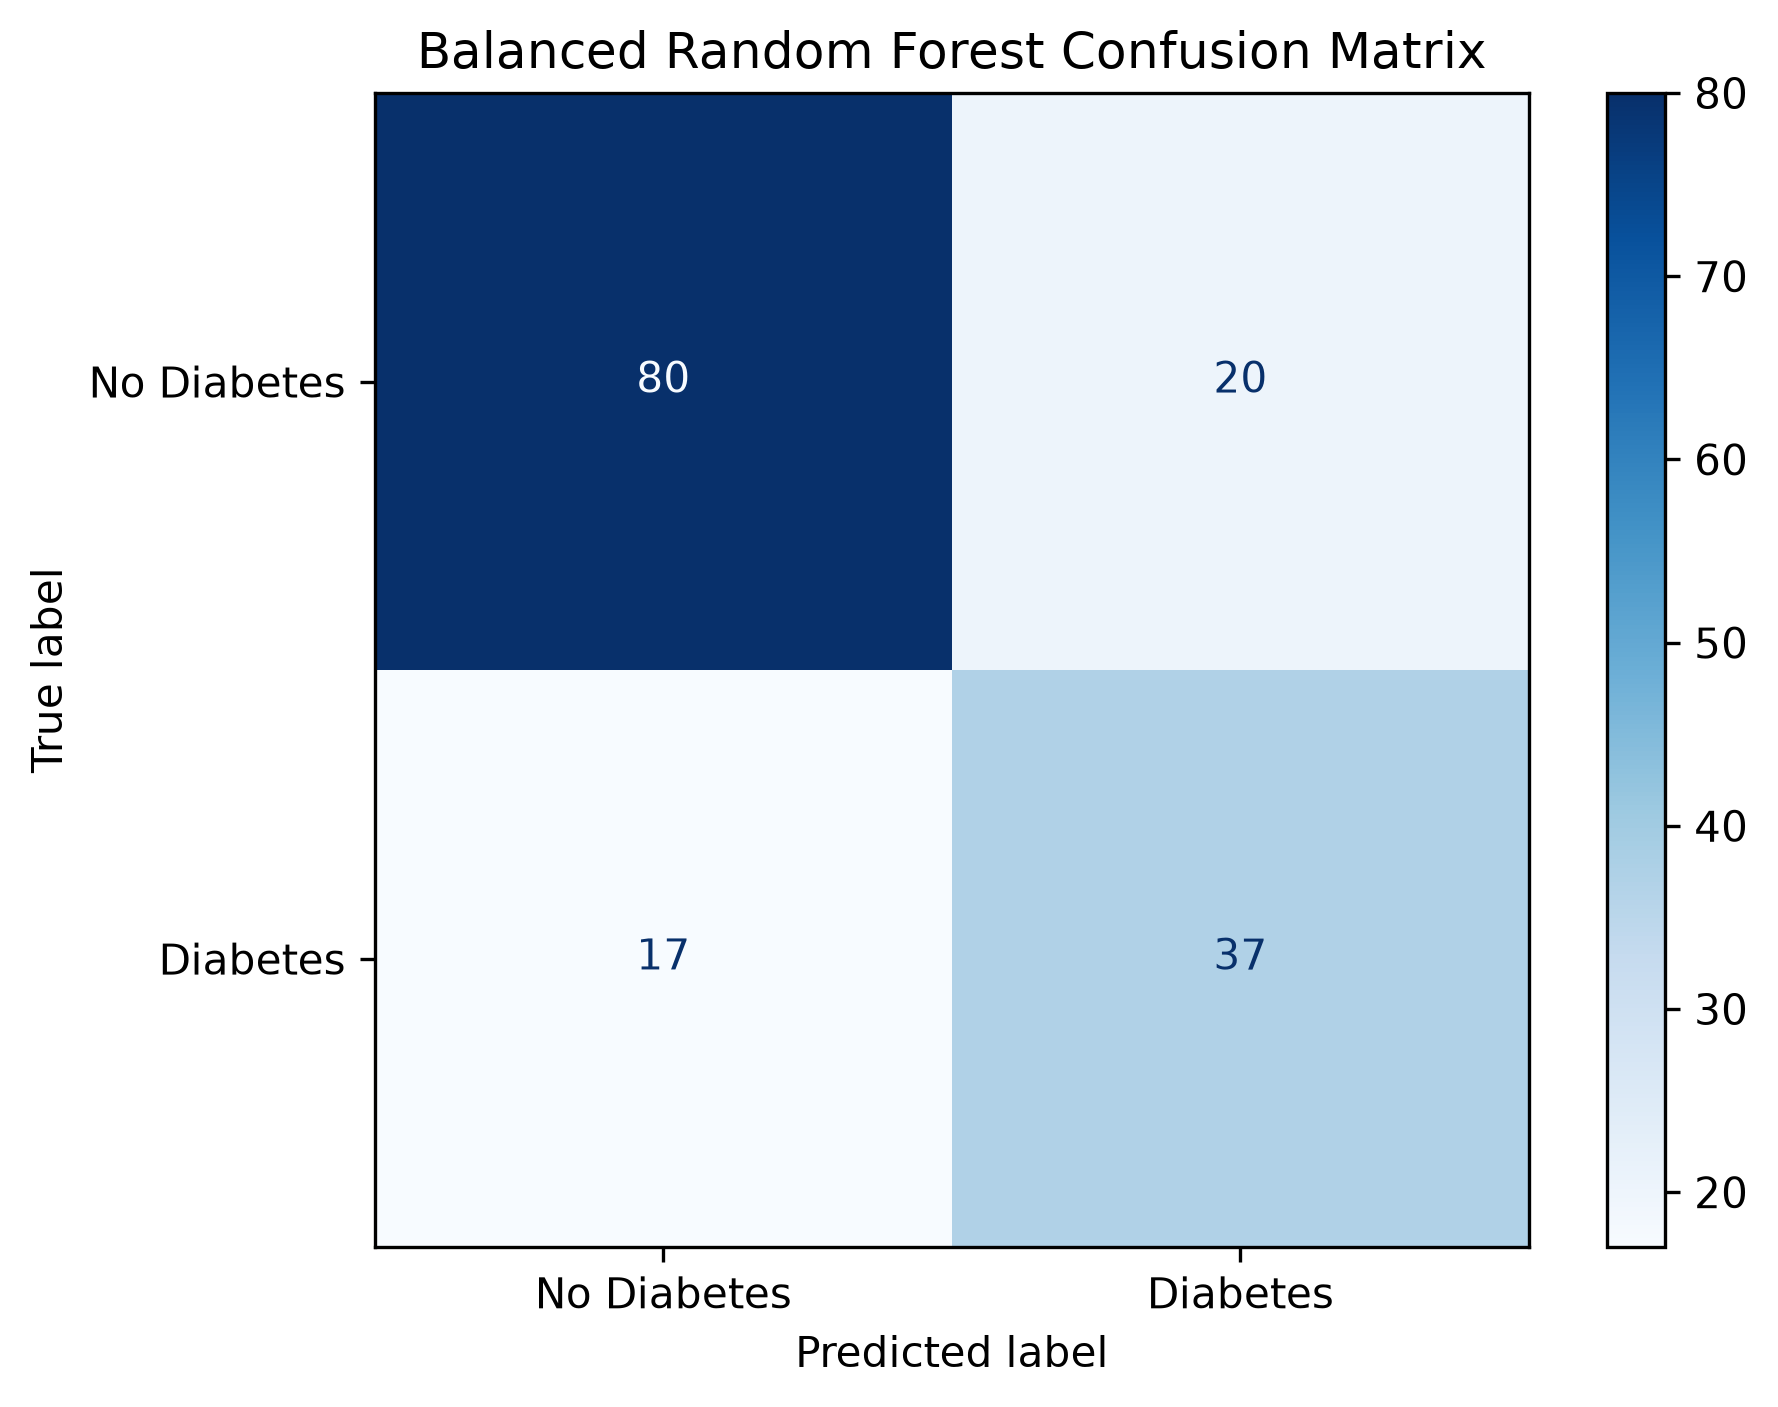 Balanced Random Forest Confusion Matrix
True label
No Diabetes
Diabetes
80
20
17
37
No Diabetes
Diabetes
Predicted label
80
70
60
50
40
30
20